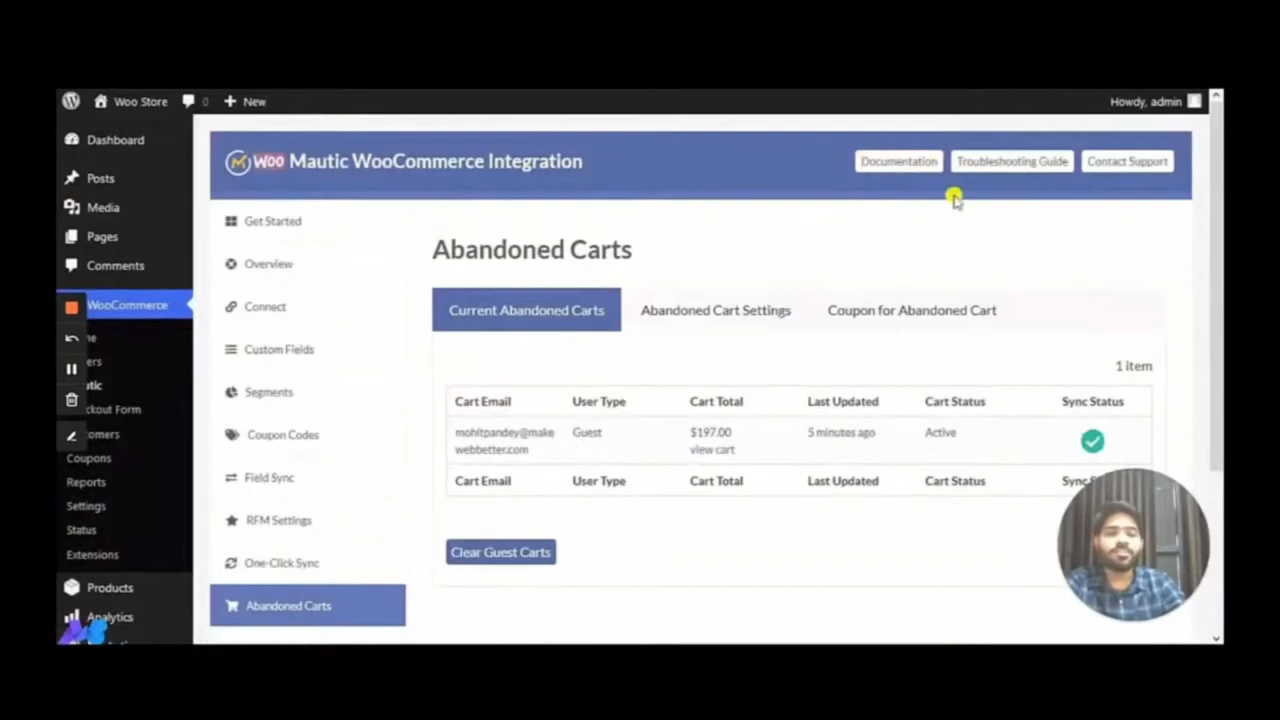 Woo Store 0 New Howdy, admin
Dashboard
Posts
Media
Pages
Comments
WooCommerce
Coupons
Reports
Settings
Status
Extensions
Products
Analytics
WOO Mautic WooCommerce Integration
Documentation Troubleshooting Guide Contact Support
Get Started
Overview
Connect
Custom Fields
Segments
Coupon Codes
Field Sync
RFM Settings
One-Click Sync
Abandoned Carts
Abandoned Carts
Current Abandoned Carts Abandoned Cart Settings Coupon for Abandoned Cart
1 item
Cart Email User Type Cart Total Last Updated Cart Status Sync Status
mohitpandey@make Guest $197.00 5 minutes ago Active
webbetter.com view cart
Cart Email User Type Cart Total Last Updated Cart Status
Clear Guest Carts